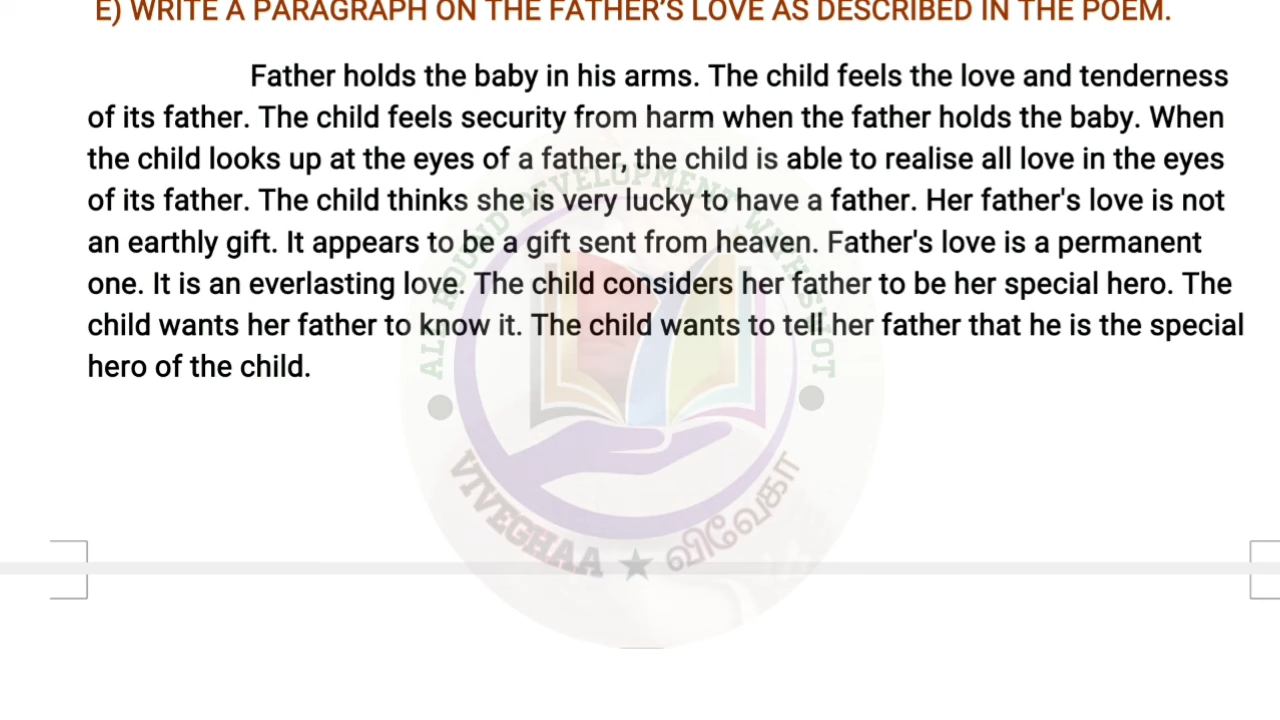 E) WRITE A PARAGRAPH ON THE FATHER'S LOVE AS DESCRIBED IN THE POEM.
Father holds the baby in his arms. The child feels the love and tenderness
of its father. The child feels security from harm when the father holds the baby. When
the child looks up at the eyes of a father, the child is able to realise all love in the eyes
of its father. The child thinks she is very lucky to have a father. Her father's love is not
an earthly gift. It appears to be a gift sent from heaven. Father's love is a permanent
one. It is an everlasting love. The child considers her father to be her special hero. The
child wants her father to know it. The child wants to tell her father that he is the special
hero of the child.
ALL ROUND DEVELOPMENT WHIMSHOT
VIVEGHAA ★ விவேகா